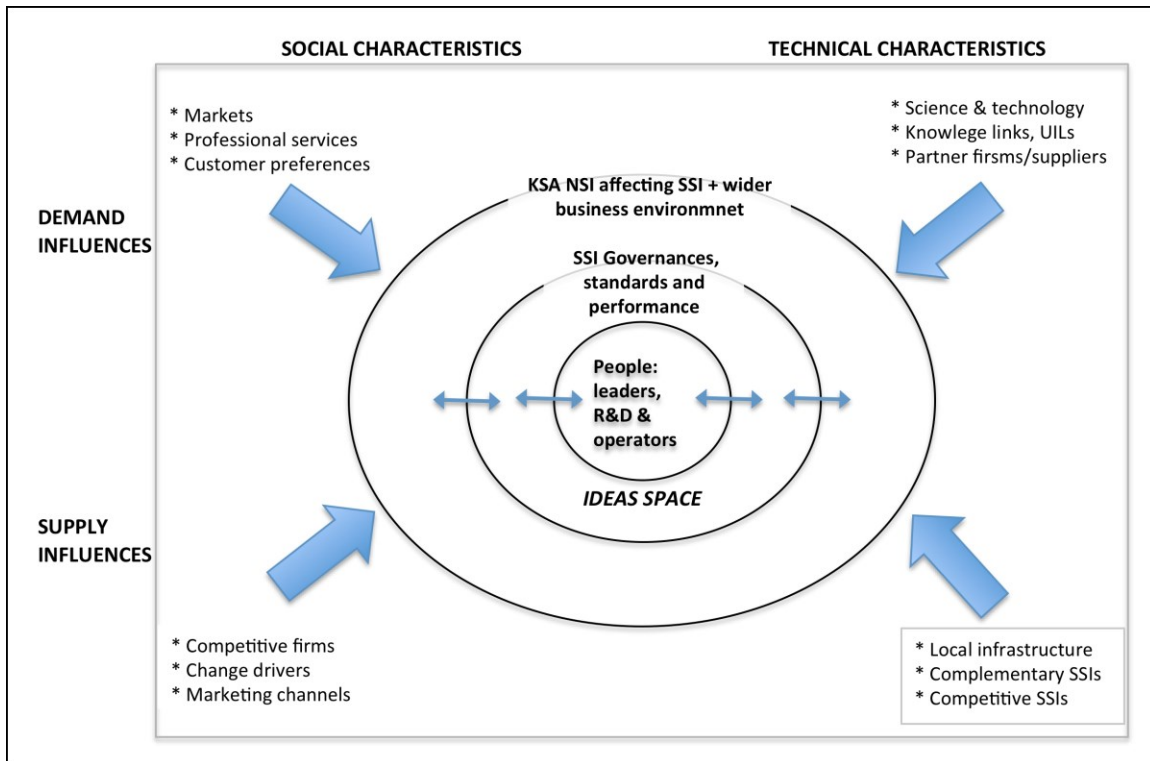 SOCIAL CHARACTERISTICS
TECHNICAL CHARACTERISTICS
* Markets
* Professional services
* Customer preferences
* Science & technology
* Knowlege links, UILs
* Partner firsms/suppliers
DEMAND
INFLUENCES
KSA NSI affecting SSI + wider
business environmnet
SSI Governances,
standards and
performance
People:
leaders,
R&D &
operators
IDEAS SPACE
SUPPLY
INFLUENCES
* Competitive firms
* Change drivers
* Marketing channels
* Local infrastructure
* Complementary SSIs
* Competitive SSIs